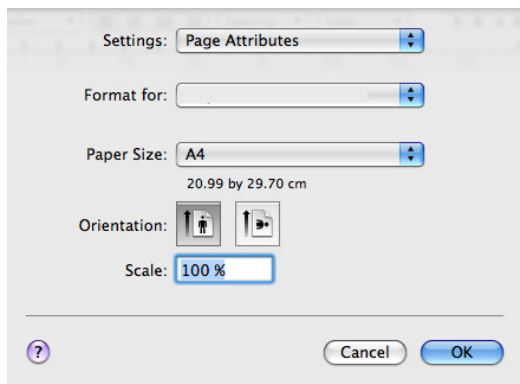 Settings: Page Attributes
Format for:
Paper Size: A4
20.99 by 29.70 cm
Orientation:
Scale: 100 %
? Cancel OK